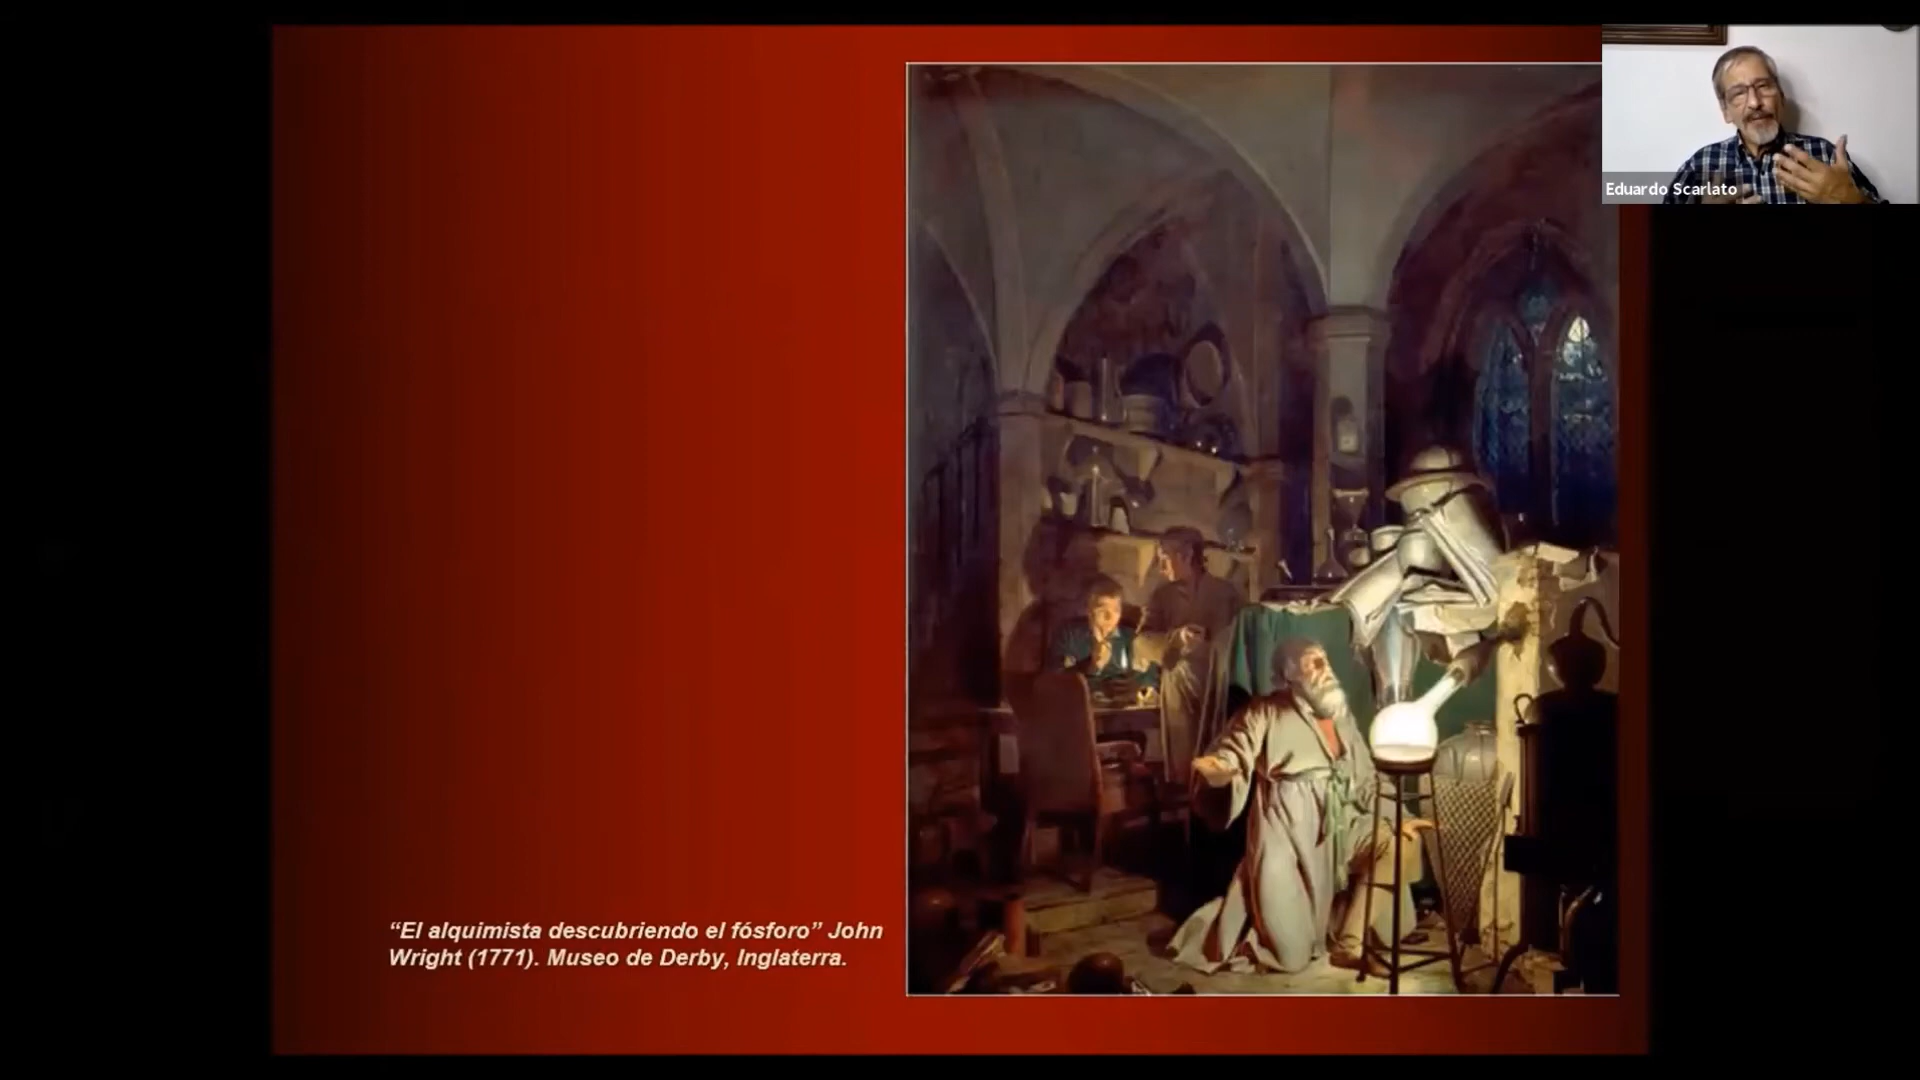 Eduardo Scarlato
“El alquimista descubriendo el fósforo” John
Wright (1771). Museo de Derby, Inglaterra.